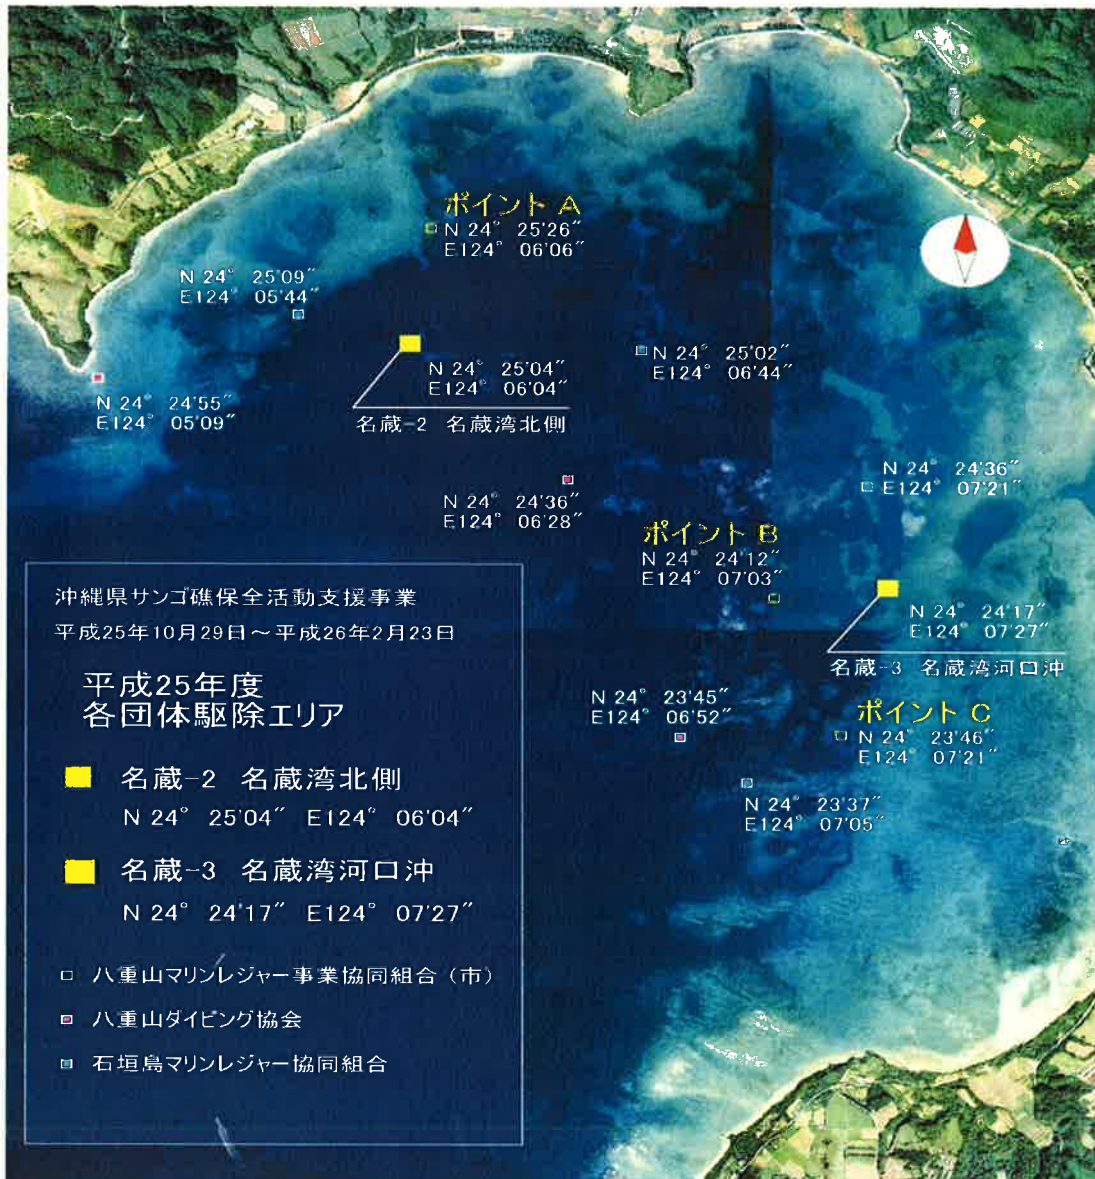 ポイント A
N 24° 25'26″
E124° 06'06″
N 24° 25'09″
E124° 05'44″
N 24° 25'04″
E124° 06'04″
名蔵-2 名蔵湾北側
N 24° 25'02″
E124° 06'44″
N 24° 24'55″
E124° 05'09″
N 24° 24'36″
E124° 06'28″
N 24° 24'36″
E124° 07'21″
ポイント B
N 24° 24'12″
E124° 07'03″
N 24° 24'17″
E124° 07'27″
名蔵-3 名蔵湾河口沖
N 24° 23'45″
E124° 06'52″
ポイント C
N 24° 23'46″
E124° 07'21″
N 24° 23'37″
E124° 07'05″
沖縄県サンゴ礁保全活動支援事業
平成25年10月29日～平成26年2月23日
平成25年度
各団体駆除エリア
名蔵-2 名蔵湾北側
N 24° 25'04″ E124° 06'04″
名蔵-3 名蔵湾河口沖
N 24° 24'17″ E124° 07'27″
八重山マリンレジャー事業協同組合（市）
八重山ダイビング協会
石垣島マリンレジャー協同組合